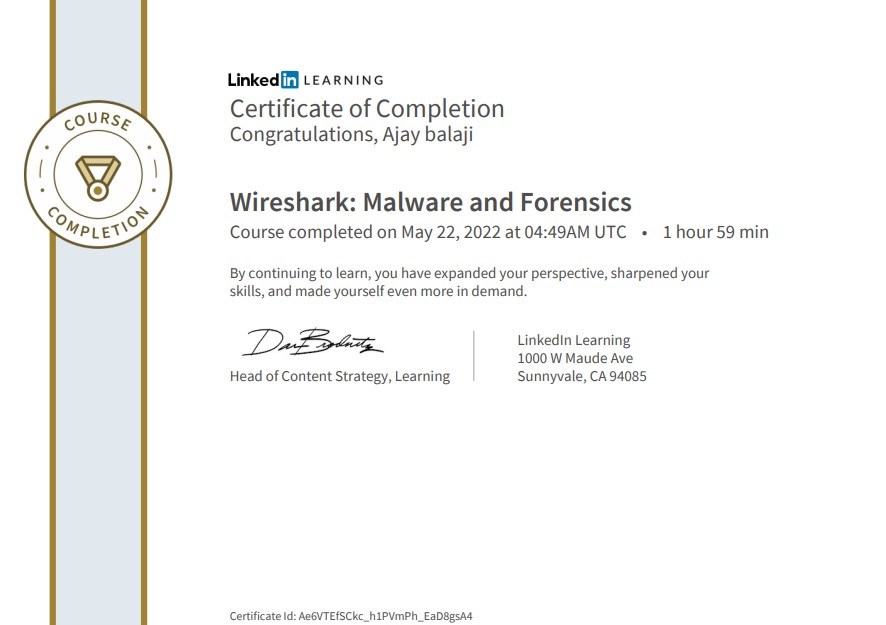 COURSE
COMPLETION
Linked in LEARNING
Certificate of Completion
Congratulations, Ajay balaji
Wireshark: Malware and Forensics
Course completed on May 22, 2022 at 04:49AM UTC • 1 hour 59 min
By continuing to learn, you have expanded your perspective, sharpened your
skills, and made yourself even more in demand.
Head of Content Strategy, Learning
LinkedIn Learning
1000 W Maude Ave
Sunnyvale, CA 94085
Certificate Id: Ae6VTEfSCkc_h1PVmPh_EaD8gsA4